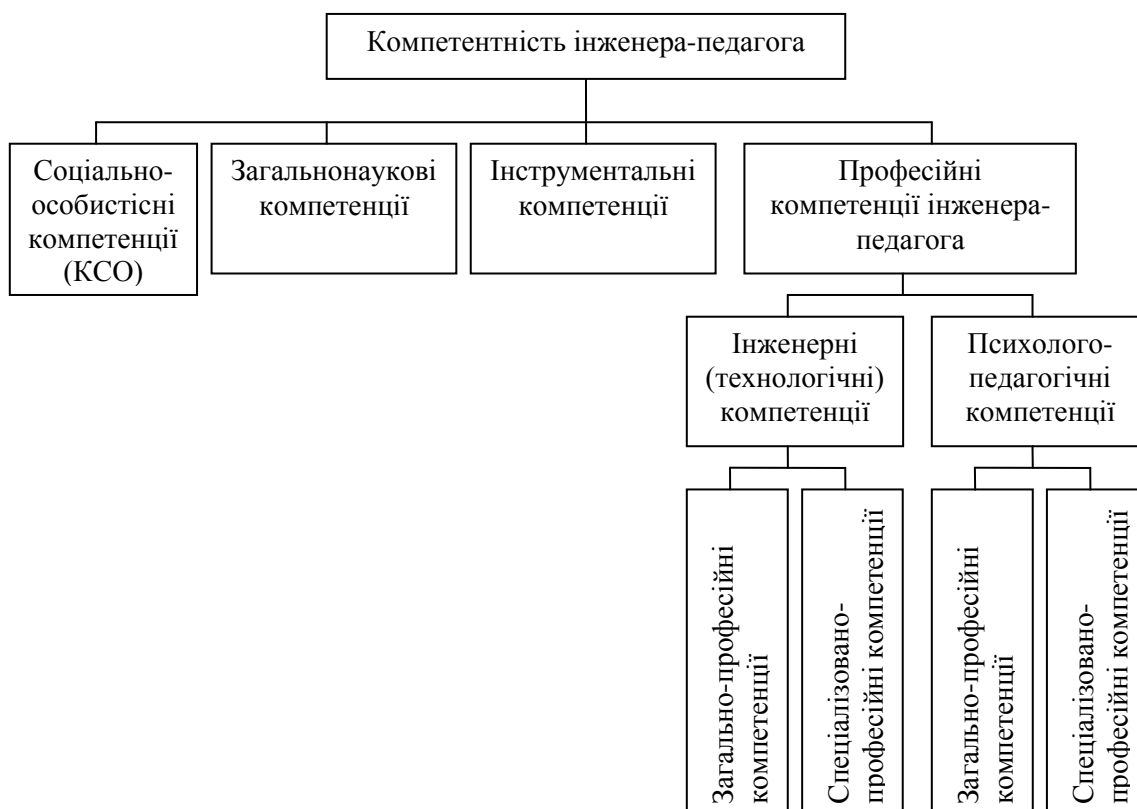 Компетентність інженера-педагога
Соціально-
особистісні
компетенції
(КСО)
Загальнонаукові
компетенції
Інструментальні
компетенції
Професійні
компетенції інженера-
педагога
Інженерні
(технологічні)
компетенції
Психолого-
педагогічні
компетенції
Загально-професійні
компетенції
Спеціалізовано-
професійні компетенції
Загально-професійні
компетенції
Спеціалізовано-
професійні компетенції